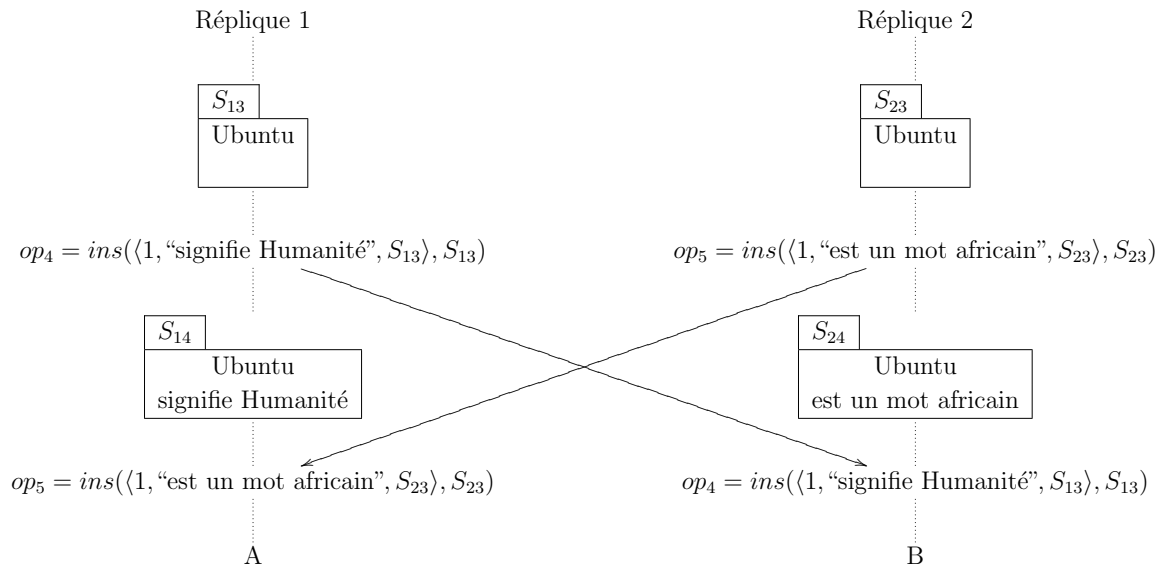 Réplique 1
Réplique 2
S₁₃
S₂₃
Ubuntu
Ubuntu
op₄ = ins(⟨1, “signifie Humanité”, S₁₃⟩, S₁₃)
op₅ = ins(⟨1, “est un mot africain”, S₂₃⟩, S₂₃)
S₁₄
S₂₄
Ubuntu
signifie Humanité
Ubuntu
est un mot africain
op₅ = ins(⟨1, “est un mot africain”, S₂₃⟩, S₂₃)
op₄ = ins(⟨1, “signifie Humanité”, S₁₃⟩, S₁₃)
A
B